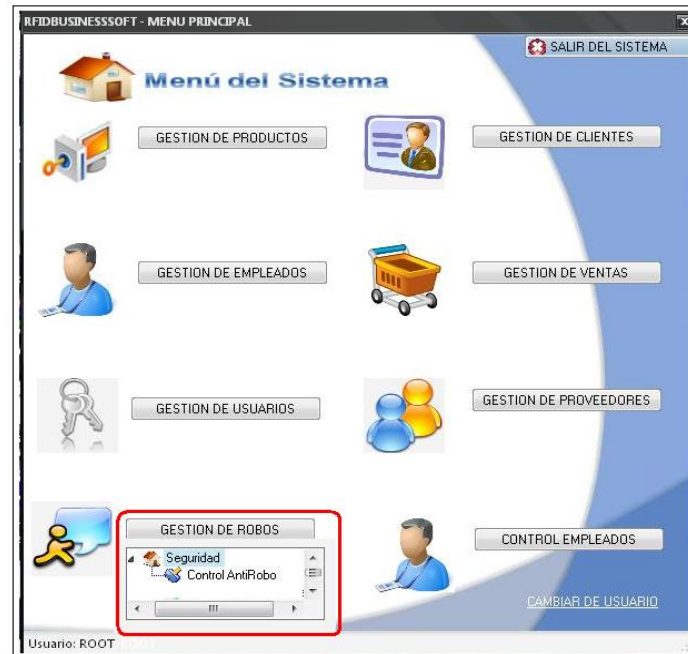 RFIDBUSINESSSOFT - MENU PRINCIPAL
SALIR DEL SISTEMA
Menú del Sistema
GESTION DE PRODUCTOS
GESTION DE CLIENTES
GESTION DE EMPLEADOS
GESTION DE VENTAS
GESTION DE USUARIOS
GESTION DE PROVEEDORES
GESTION DE ROBOS
Seguridad
Control AntiRobo
CONTROL EMPLEADOS
CAMBIAR DE USUARIO
Usuario: ROOT